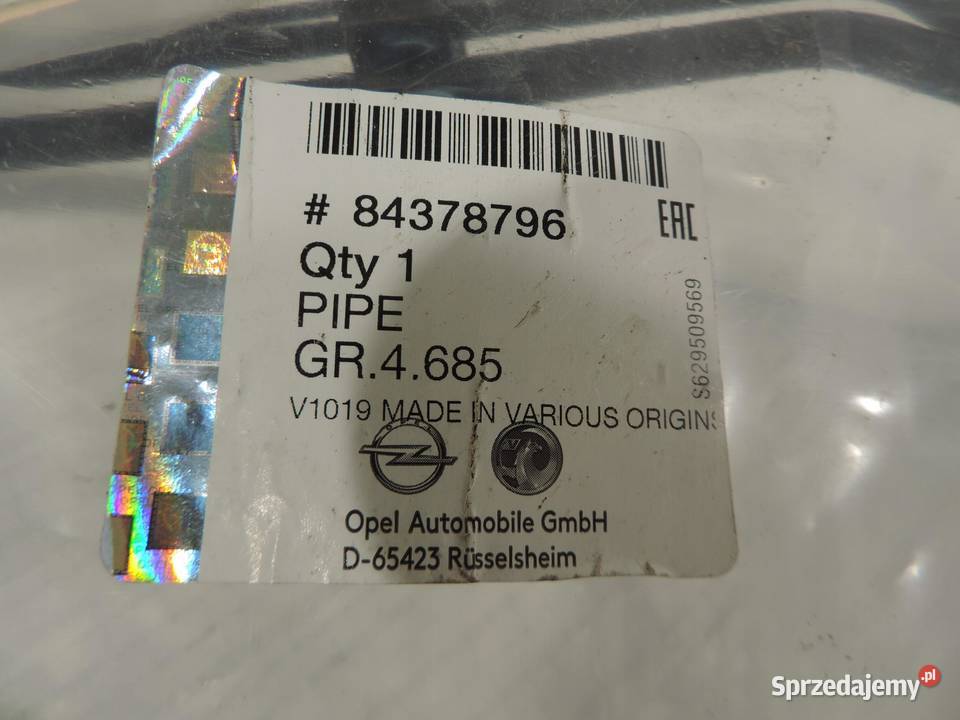 # 84378796
EAC
Qty 1
PIPE
GR.4.685
S629509569
V1019 MADE IN VARIOUS ORIGINS
OPEL
Opel Automobile GmbH
D-65423 Rüsselsheim
Sprzedajemy.pl